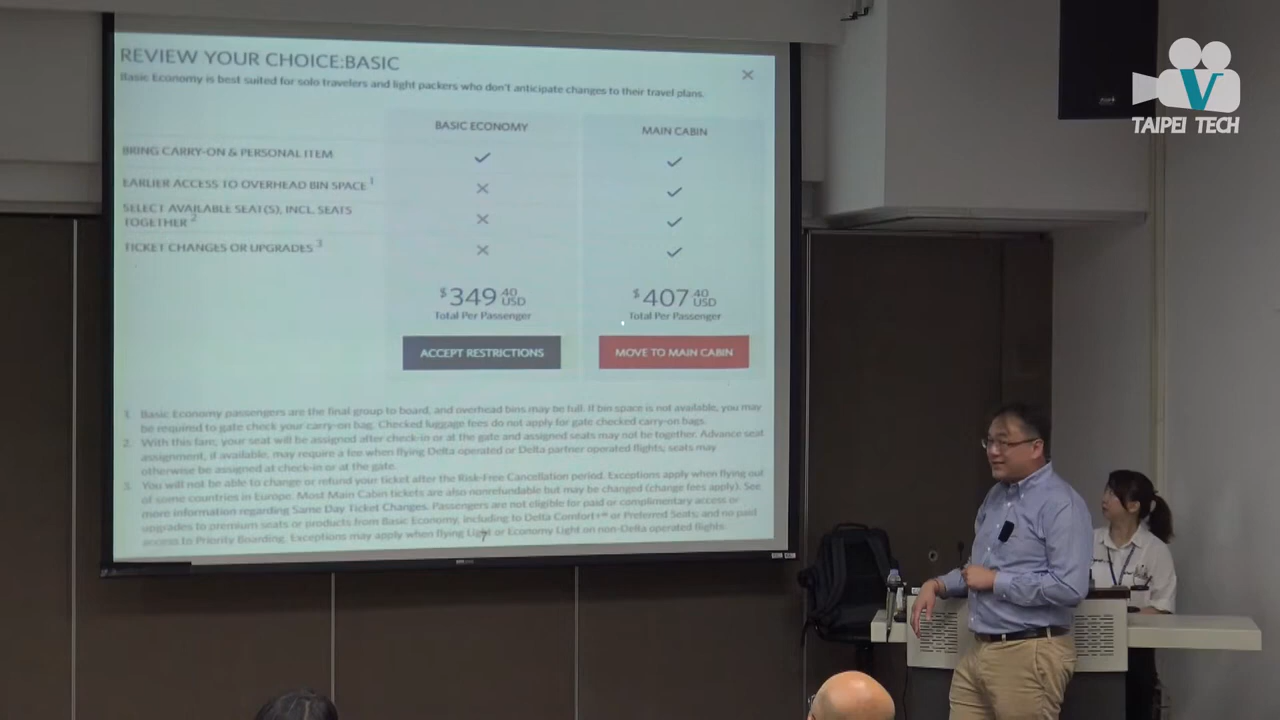 REVIEW YOUR CHOICE:BASIC
Basic Economy is best suited for solo travelers and light packers who don't anticipate changes to their travel plans.
BASIC ECONOMY
MAIN CABIN
BRING CARRY-ON & PERSONAL ITEM
EARLIER ACCESS TO OVERHEAD BIN SPACE 1
SELECT AVAILABLE SEAT(S), INCL. SEATS
TOGETHER 2
TICKET CHANGES OR UPGRADES 3
$349.40 USD
Total Per Passenger
$407.40 USD
Total Per Passenger
ACCEPT RESTRICTIONS
MOVE TO MAIN CABIN
1. Basic Economy passengers are the final group to board, and overhead bins may be full. If bin space is not available, you may
be required to gate check your carry-on bag. Checked luggage fees do not apply for gate checked carry-on bags.
2. With this fare, your seat will be assigned after check-in or at the gate and assigned seats may not be together. Advance seat
assignment, if available, may require a fee when flying Delta operated or Delta partner operated flights; seats may
otherwise be assigned at check-in or at the gate.
3. You will not be able to change or refund your ticket after the Risk-Free Cancellation period. Exceptions apply when flying out
of some countries in Europe. Most Main Cabin tickets are also nonrefundable but may be changed (change fees apply). See
more information regarding Same Day Ticket Changes. Passengers are not eligible for paid or complimentary access or
upgrades to premium seats or products from Basic Economy, including to Delta Comfort+® or Preferred Seats; and no paid
access to Priority Boarding. Exceptions may apply when flying Light or Economy Light on non-Delta operated flights.
7
V
TAIPEI TECH